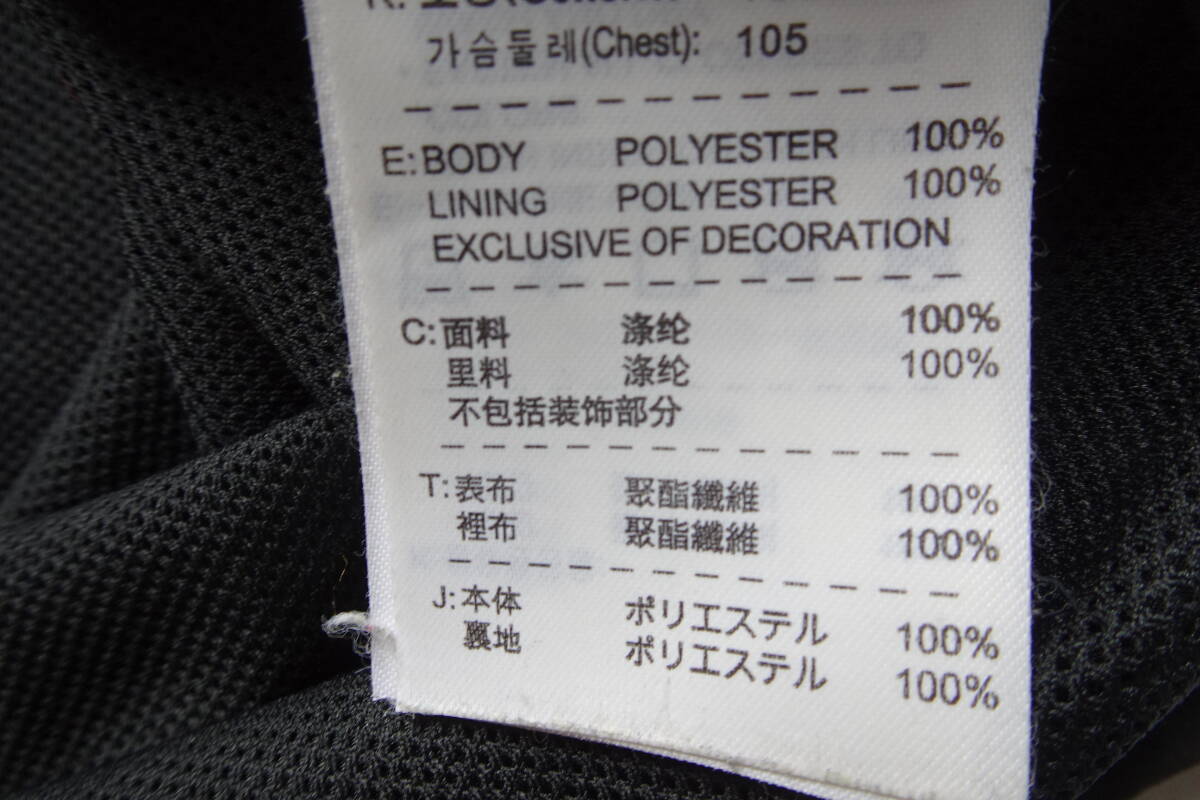 가슴둘레(Chest): 105
E: BODY POLYESTER 100%
LINING POLYESTER 100%
EXCLUSIVE OF DECORATION
C: 面料 涤纶 100%
里料 涤纶 100%
不包括装饰部分
T: 表布 聚酯纖維 100%
裡布 聚酯纖維 100%
J: 本体 ポリエステル 100%
裏地 ポリエステル 100%